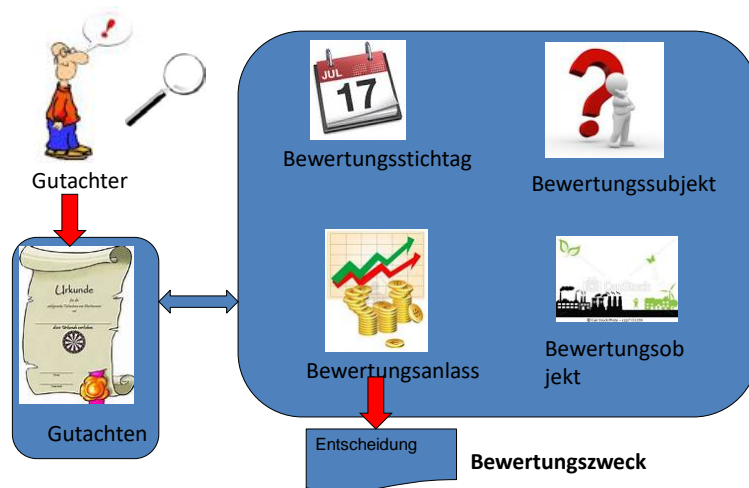 !
Gutachter
JUL
17
?
Bewertungsstichtag
Bewertungssubjekt
Urkunde
Gutachten
Bewertungsanlass
Bewertungsob
jekt
Entscheidung
Bewertungszweck